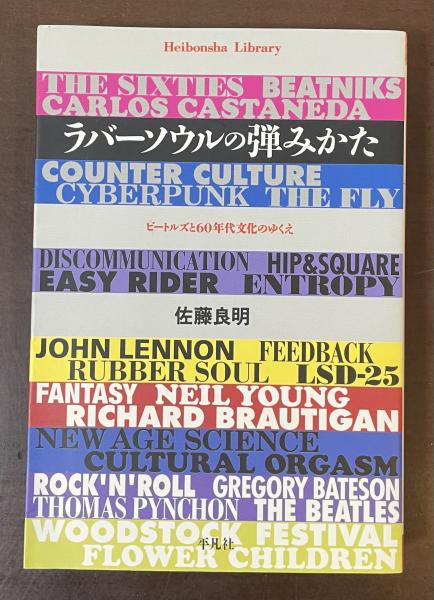 Heibonsha Library
THE SIXTIES BEATNIKS
CARLOS CASTANEDA
ラバーソウルの弾みかた
COUNTER CULTURE
CYBERPUNK THE FLY
ビートルズと60年代文化のゆくえ
DISCOMMUNICATION HIP&SQUARE
EASY RIDER ENTROPY
佐藤良明
JOHN LENNON FEEDBACK
RUBBER SOUL LSD-25
FANTASY NEIL YOUNG
RICHARD BRAUTIGAN
NEW AGE SCIENCE
CULTURAL ORGASM
ROCK'N'ROLL GREGORY BATESON
THOMAS PYNCHON THE BEATLES
WOODSTOCK FESTIVAL
平凡社
FLOWER CHILDREN